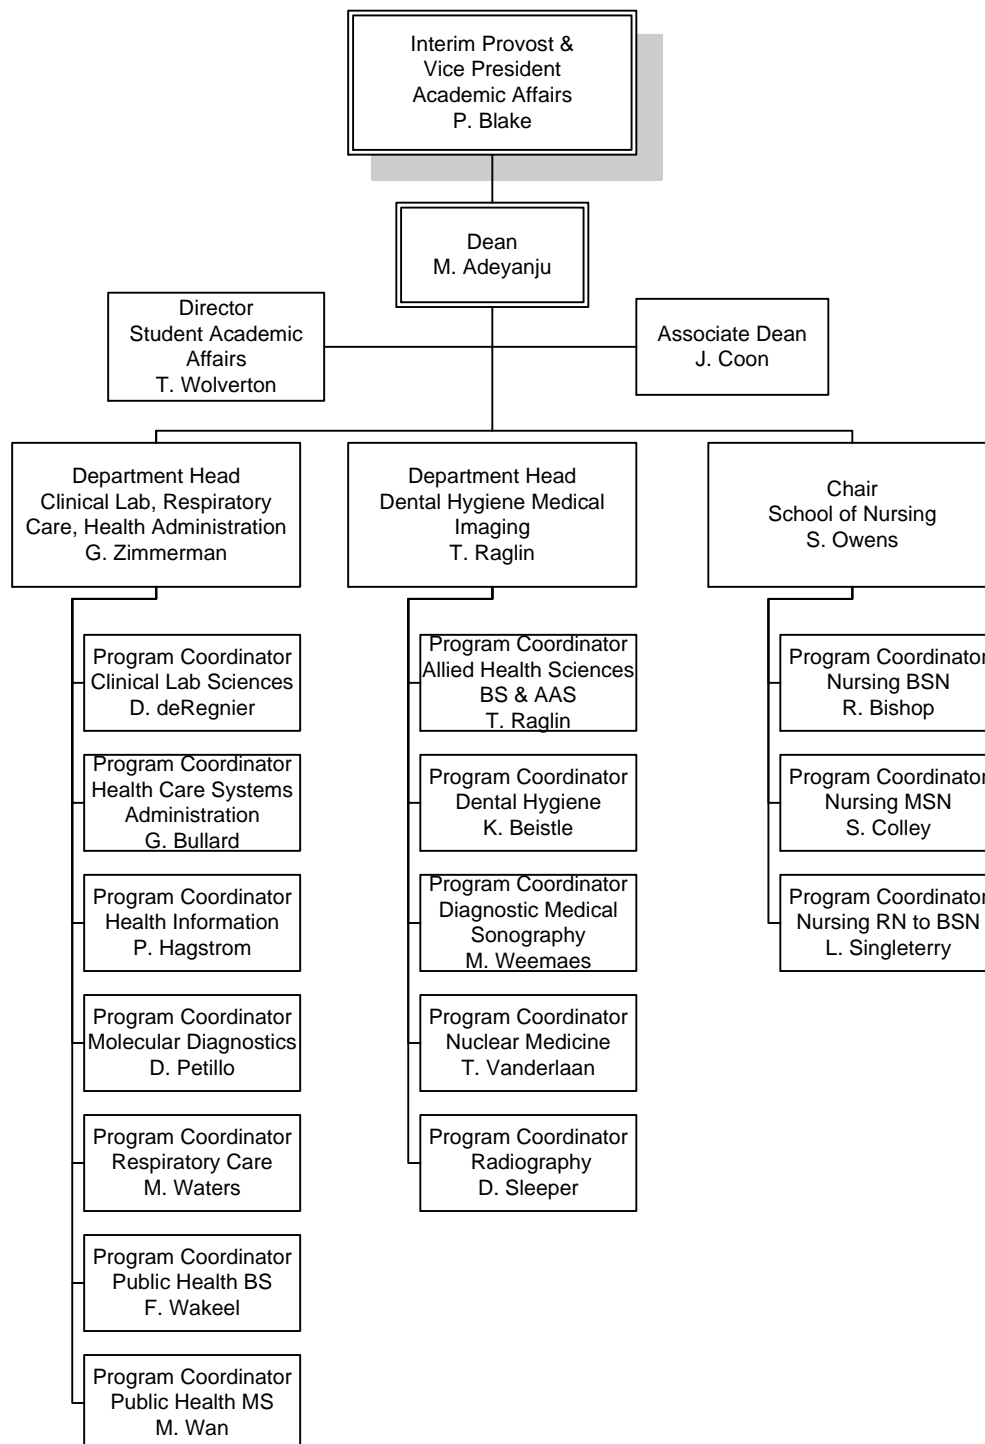 Interim Provost &
Vice President
Academic Affairs
P. Blake
Dean
M. Adeyanju
Director
Student Academic
Affairs
T. Wolverton
Associate Dean
J. Coon
Department Head
Clinical Lab, Respiratory
Care, Health Administration
G. Zimmerman
Department Head
Dental Hygiene Medical
Imaging
T. Raglin
Chair
School of Nursing
S. Owens
Program Coordinator
Clinical Lab Sciences
D. deRegnier
Program Coordinator
Health Care Systems
Administration
G. Bullard
Program Coordinator
Health Information
P. Hagstrom
Program Coordinator
Molecular Diagnostics
D. Petillo
Program Coordinator
Respiratory Care
M. Waters
Program Coordinator
Public Health BS
F. Wakeel
Program Coordinator
Public Health MS
M. Wan
Program Coordinator
Allied Health Sciences
BS & AAS
T. Raglin
Program Coordinator
Dental Hygiene
K. Beistle
Program Coordinator
Diagnostic Medical
Sonography
M. Weemaes
Program Coordinator
Nuclear Medicine
T. Vanderlaan
Program Coordinator
Radiography
D. Sleeper
Program Coordinator
Nursing BSN
R. Bishop
Program Coordinator
Nursing MSN
S. Colley
Program Coordinator
Nursing RN to BSN
L. Singleterry